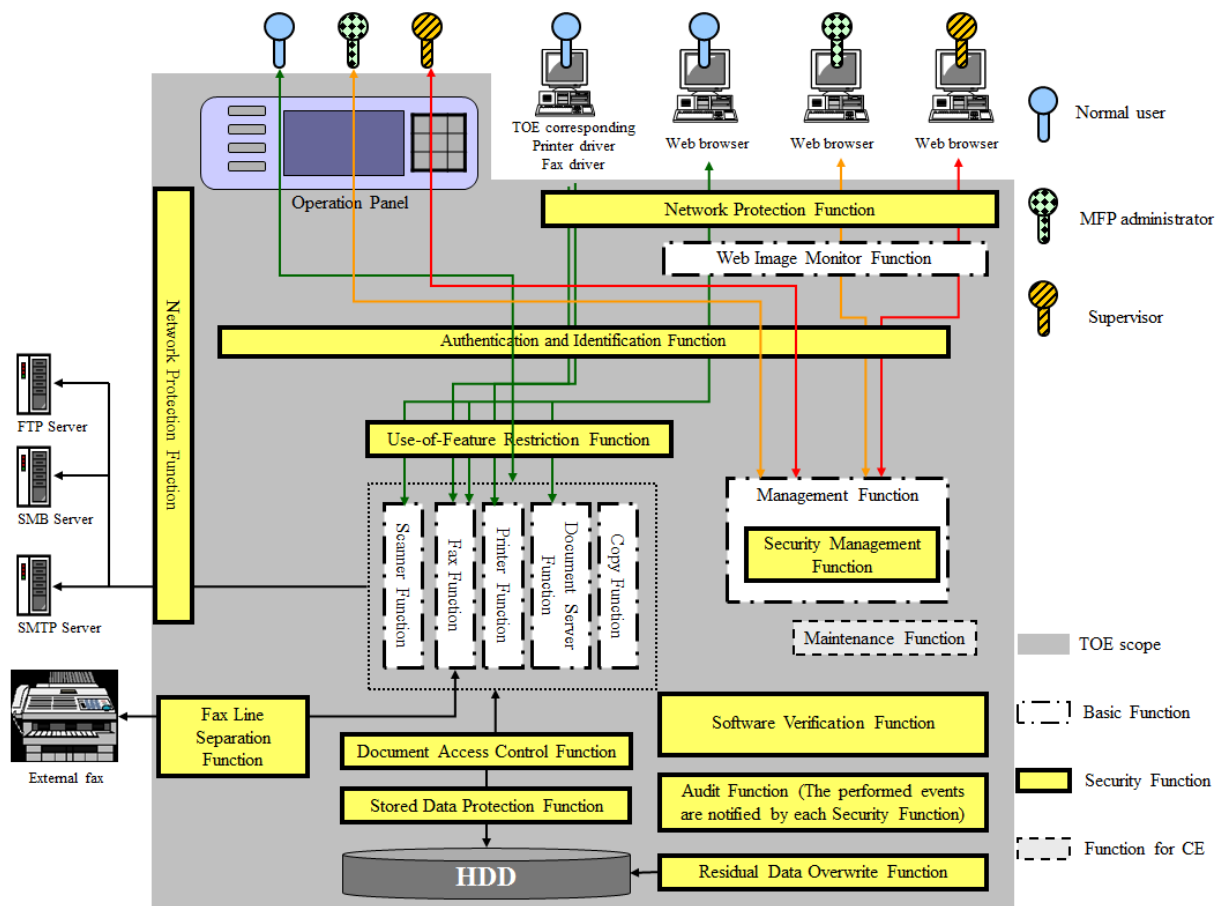 TOE corresponding
Printer driver
Fax driver
Web browser
Web browser
Web browser
Normal user
MFP administrator
Supervisor
Operation Panel
Network Protection Function
Web Image Monitor Function
Network Protection Function
Authentication and Identification Function
FTP Server
SMB Server
SMTP Server
Use-of-Feature Restriction Function
Scanner Function
Fax Function
Printer Function
Document Server
Function
Copy Function
Management Function
Security Management
Function
Maintenance Function
TOE scope
Basic Function
Security Function
Function for CE
External fax
Fax Line
Separation
Function
Document Access Control Function
Stored Data Protection Function
HDD
Software Verification Function
Audit Function (The performed events
are notified by each Security Function)
Residual Data Overwrite Function